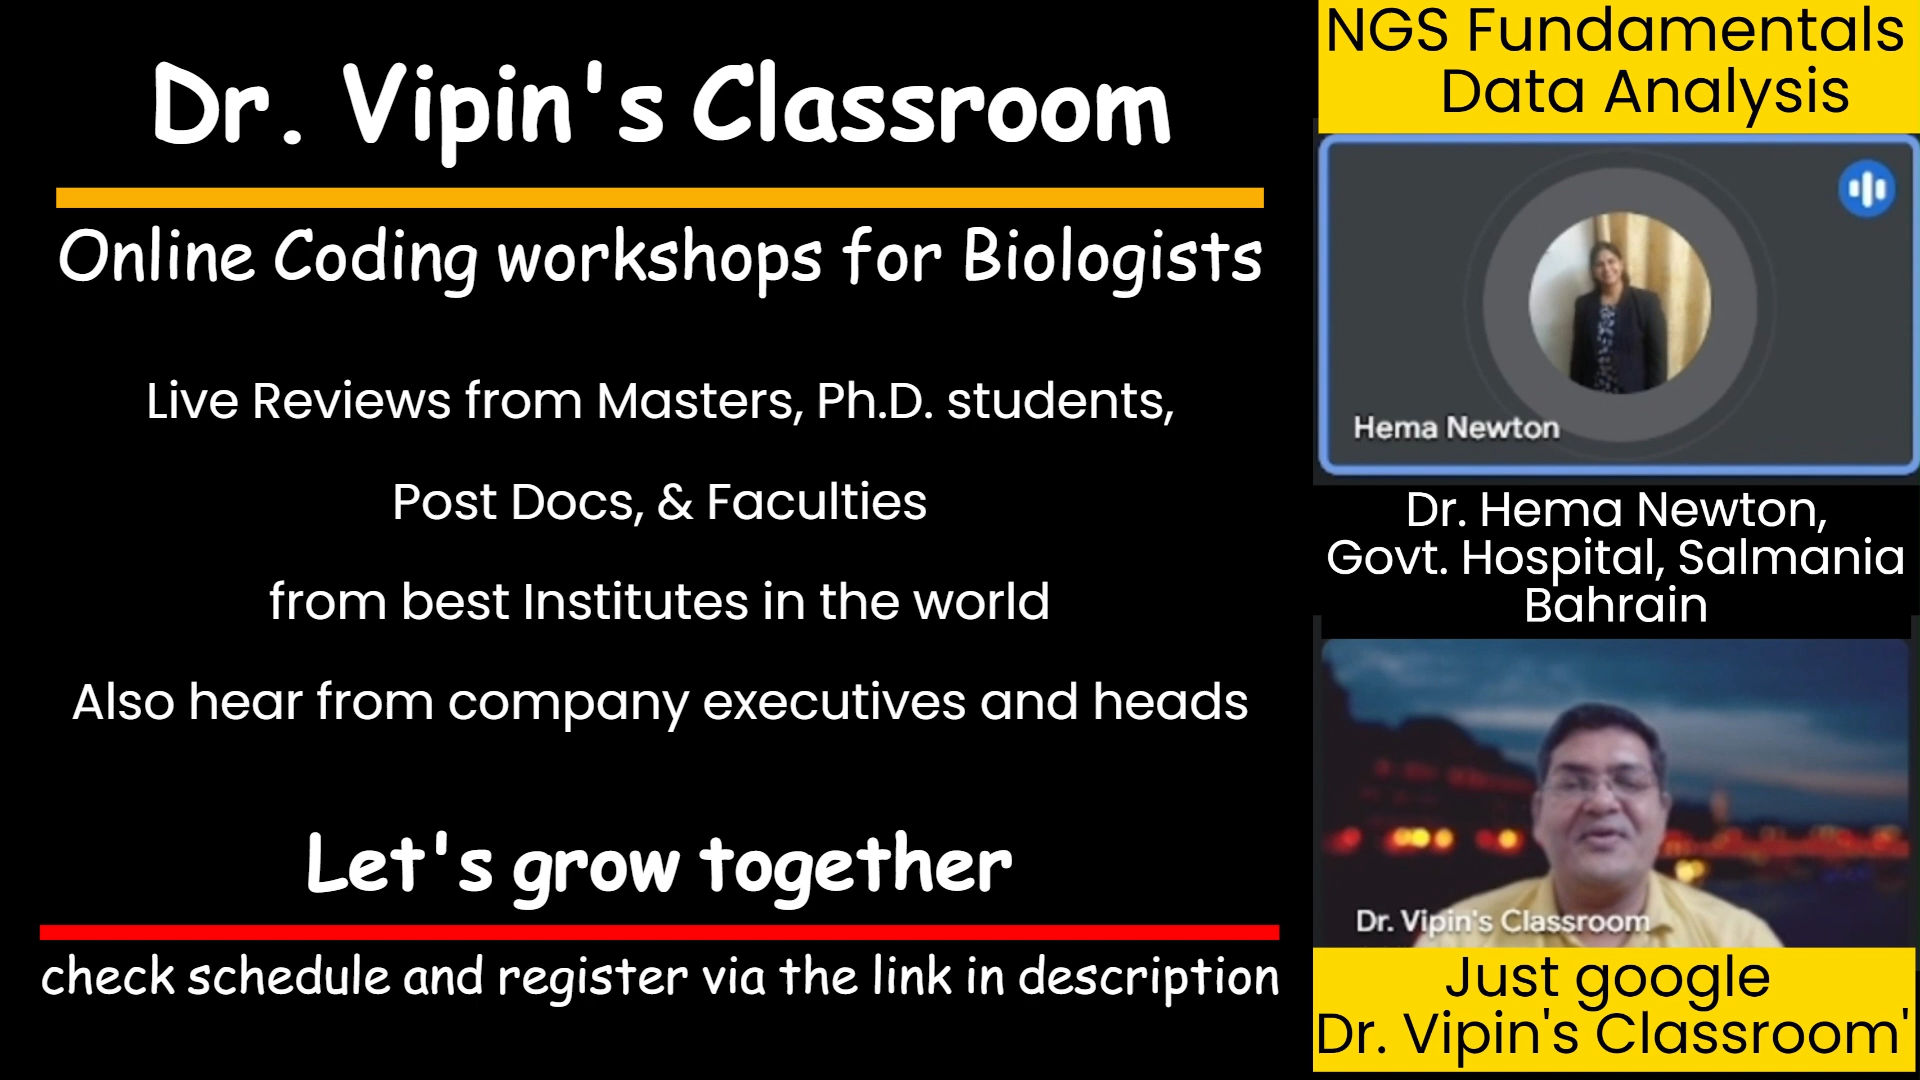 Dr. Vipin's Classroom
Online Coding workshops for Biologists
Live Reviews from Masters, Ph.D. students,
Post Docs, & Faculties
from best Institutes in the world
Also hear from company executives and heads
Let's grow together
check schedule and register via the link in description
NGS Fundamentals
Data Analysis
Hema Newton
Dr. Hema Newton,
Govt. Hospital, Salmania
Bahrain
Dr. Vipin's Classroom
Just google
Dr. Vipin's Classroom'